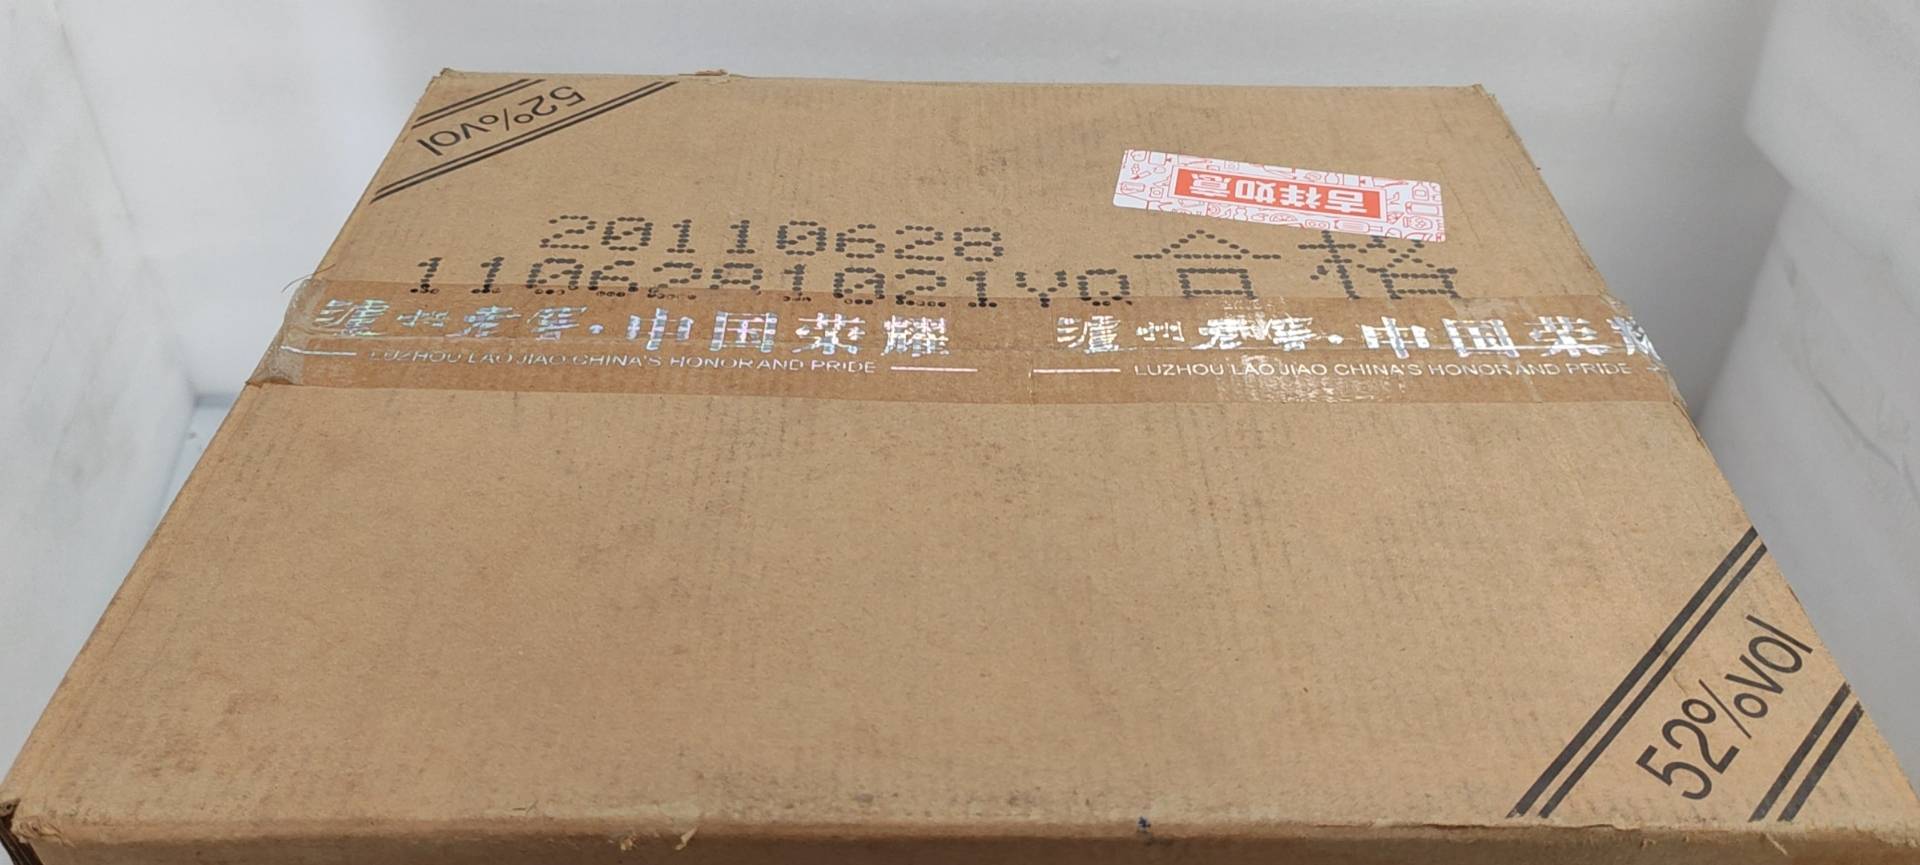 52%vol
吉祥如意
20110628
合格
1106281021YQ
泸州老窖·中国荣耀
LUZHOU LAO JIAO CHINA'S HONOR AND PRIDE
泸州老窖·中国荣耀
LUZHOU LAO JIAO CHINA'S HONOR AND PRIDE
52%vol